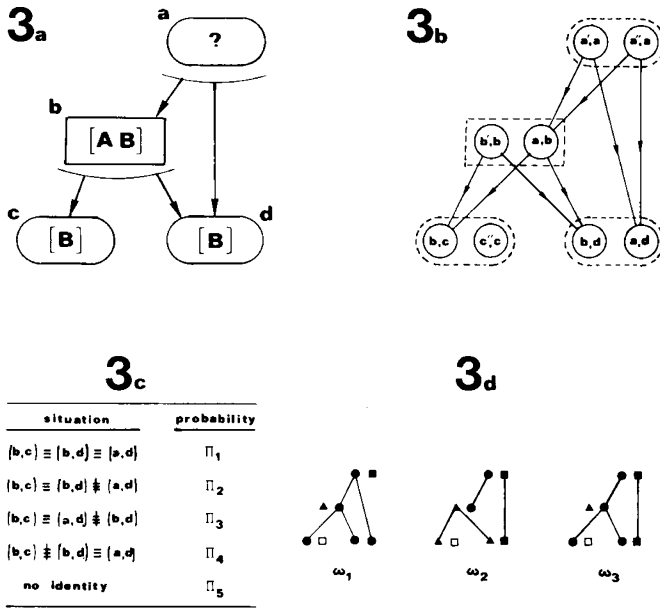 3a
a
?
b
[A B]
c
[B]
d
[B]
3b
a',a
a",a
b',b
a,b
b,c
c",c
b,d
a,d
3c
situation
probability
(b,c) ≡ (b,d) ≡ (a,d)
Π1
(b,c) ≡ (b,d) ≢ (a,d)
Π2
(b,c) ≡ (a,d) ≢ (b,d)
Π3
(b,c) ≢ (b,d) ≡ (a,d)
Π4
no identity
Π5
3d
ω1
ω2
ω3